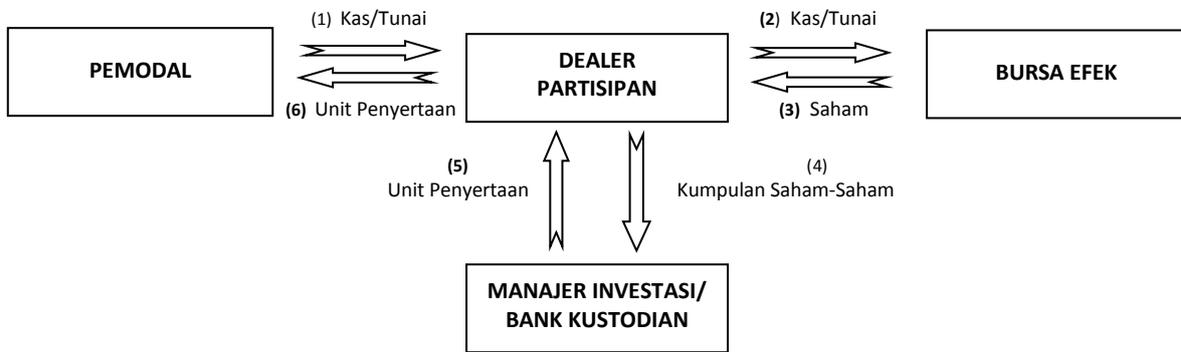 (1) Kas/Tunai
(2) Kas/Tunai
PEMODAL
DEALER
PARTISIPAN
BURSA EFEK
(6) Unit Penyertaan
(3) Saham
(5)
Unit Penyertaan
(4)
Kumpulan Saham-Saham
MANAJER INVESTASI/
BANK KUSTODIAN